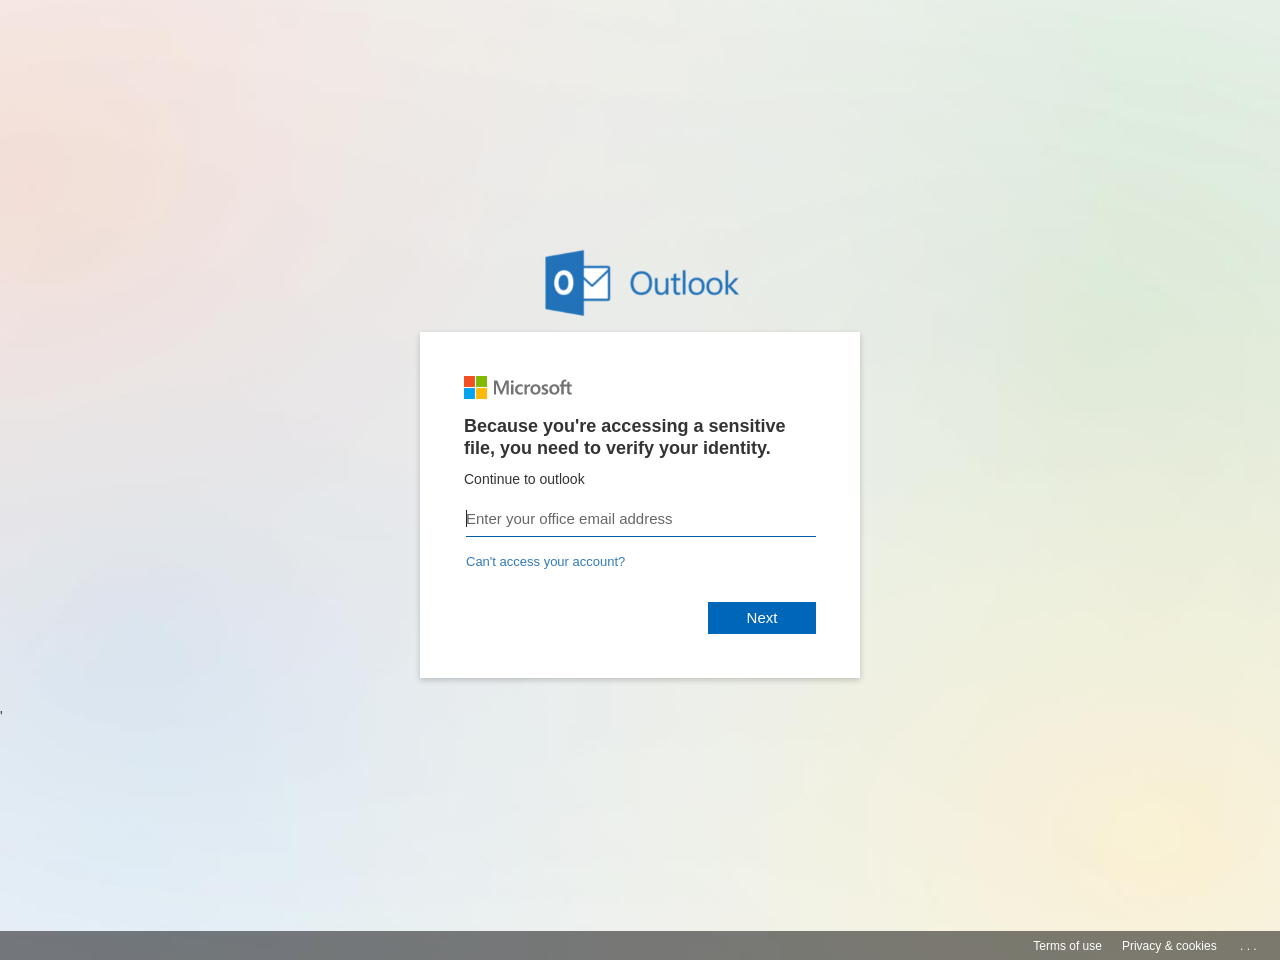 Outlook
Microsoft
Because you're accessing a sensitive
file, you need to verify your identity.
Continue to outlook
Enter your office email address
Can't access your account?
Next
'
Terms of use Privacy & cookies . . .